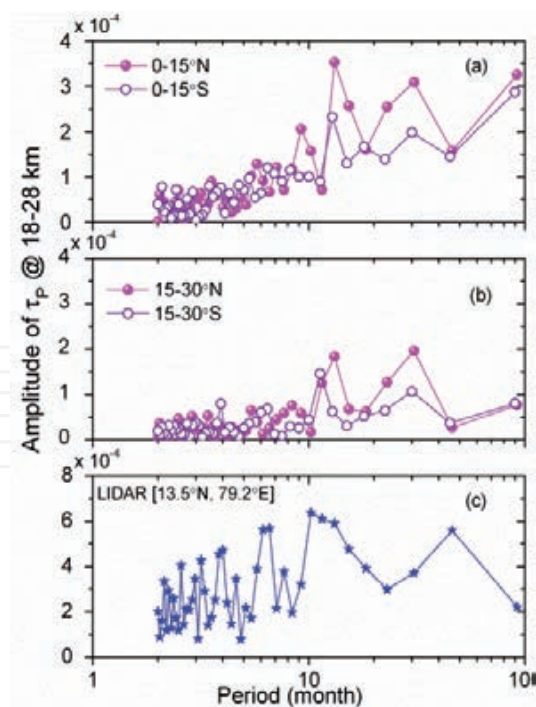 x 10⁻⁴
4
3
2
1
0
0-15°N
0-15°S
(a)
x 10⁻⁴
4
3
2
1
0
15-30°N
15-30°S
(b)
Amplitude of τP @ 18-28 km
x 10⁻⁴
8
6
4
2
0
LIDAR [13.5°N, 79.2°E]
(c)
1 10 100
Period (month)